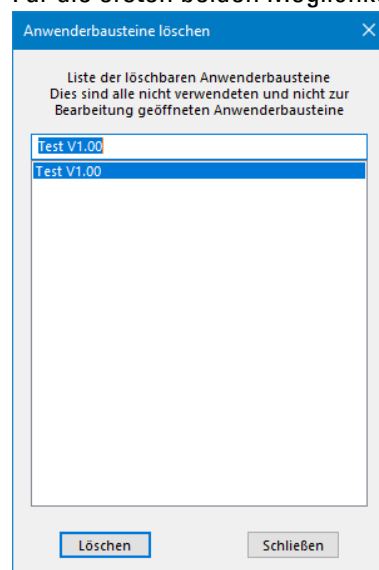 Anwenderbausteine löschen
Liste der löschbaren Anwenderbausteine
Dies sind alle nicht verwendeten und nicht zur
Bearbeitung geöffneten Anwenderbausteine
Test V1.00
Test V1.00
Löschen Schließen